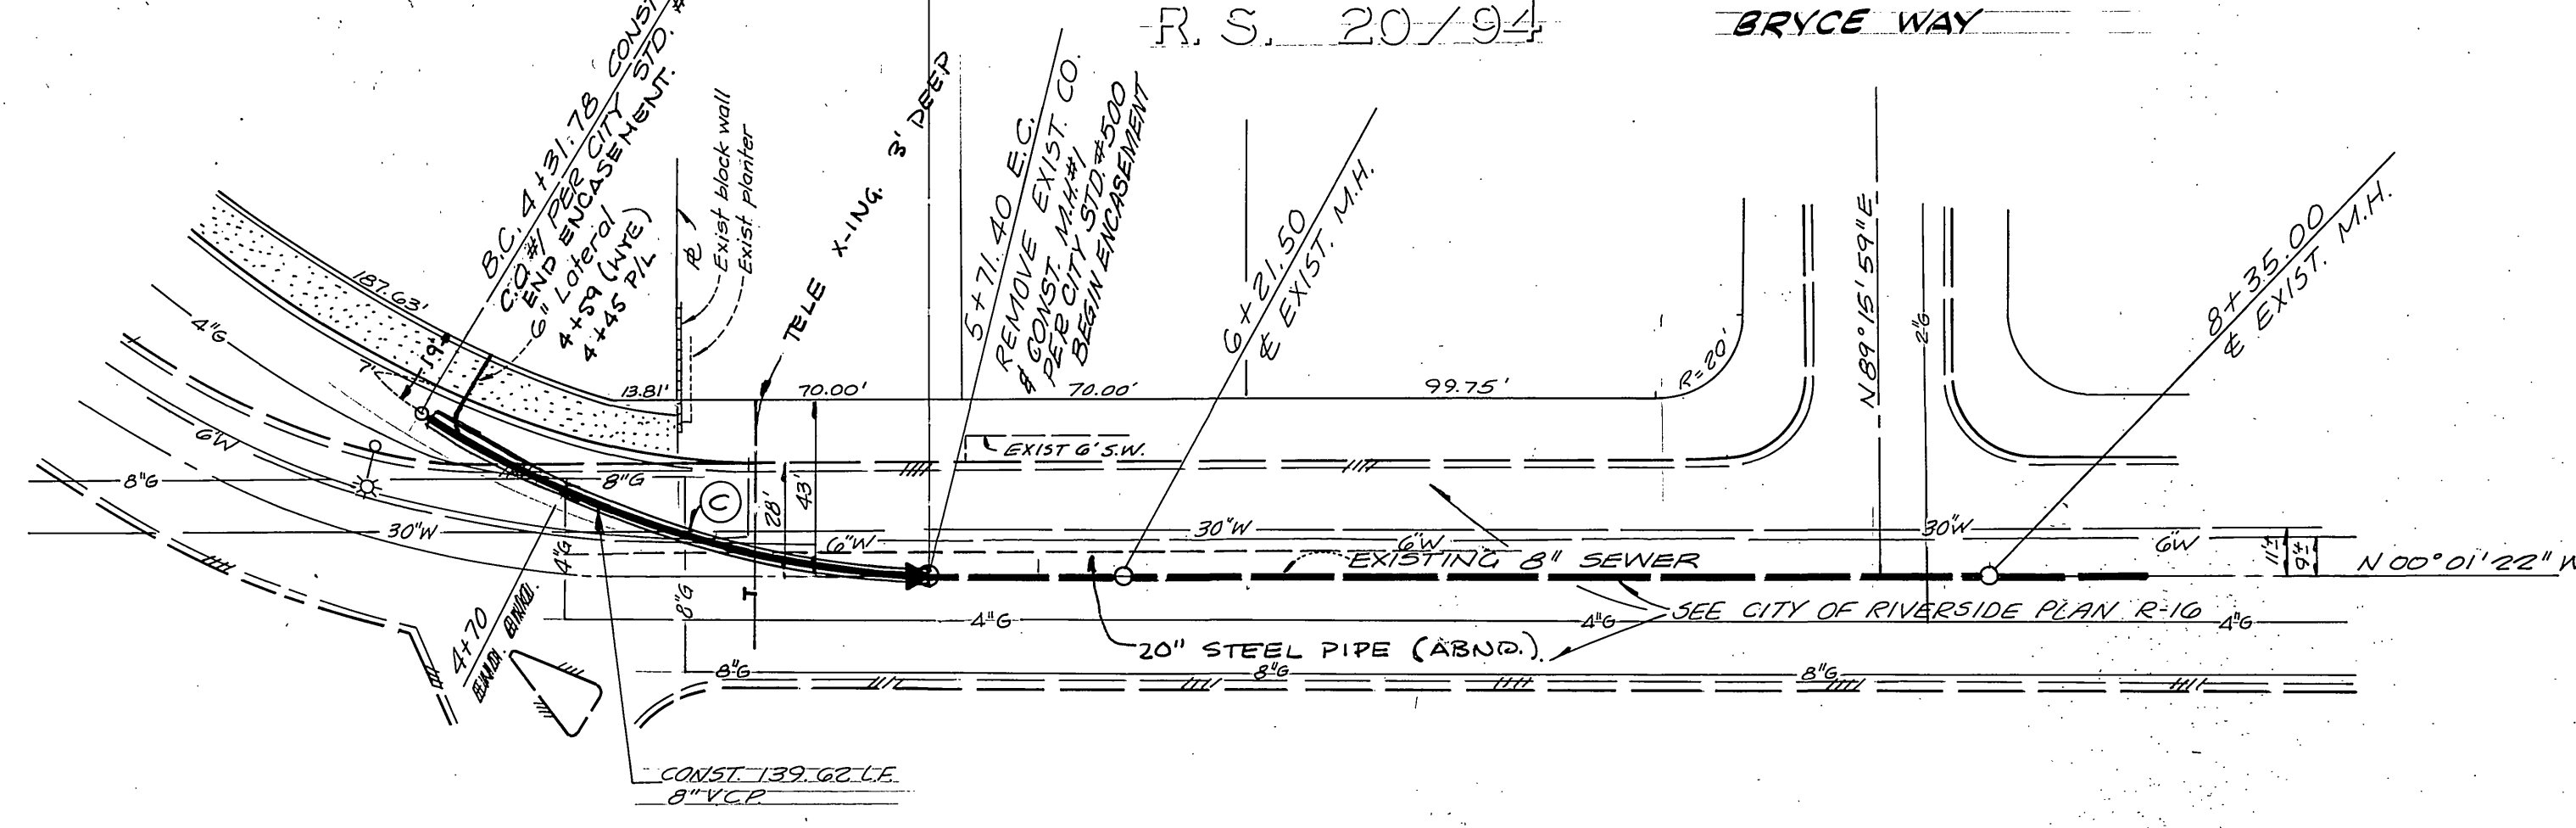 R. S. 20/94
BRYCE WAY
B.C. 4+31.78 CONST
C.O. #1 PER CITY STD. #
END ENCASEMENT.
6" Lateral
4+59 (WYE)
4+45 P/L
Exist block wall
Exist planter
TELE X-ING. 3' DEEP
5+71.40 E.C.
REMOVE EXIST. CO.
& CONST. M.H.#1
PER CITY STD. #500
BEGIN ENCASEMENT
6+21.50
℄ EXIST. M.H.
N 89° 15' 59" E
2"G
8+35.00
℄ EXIST. M.H.
187.63'
4"G
19'
7'
13.81'
70.00'
70.00'
99.75'
R=20'
6"W
8"G
8"G
C
28'
43'
EXIST 6' S.W.
30"W
4"G
6"W
30"W
6"W
30"W
6"W
11'±
9'±
EXISTING 8" SEWER
N 00° 01' 22" W
T
8"G
4+70
4"G
4"G
SEE CITY OF RIVERSIDE PLAN R-16
4"G
20" STEEL PIPE (ABND.)
8"G
8"G
8"G
CONST. 139.62 L.F.
8" V.C.P.